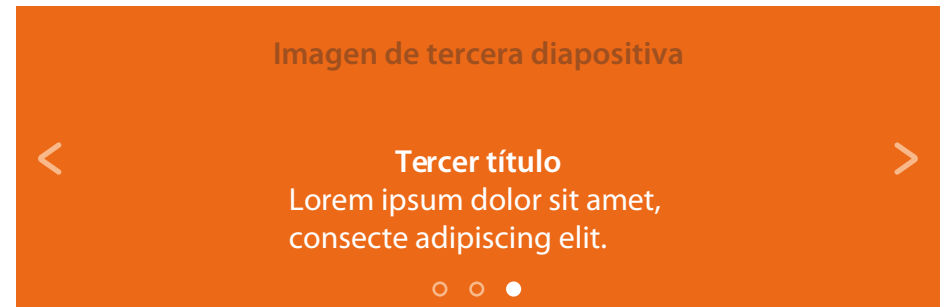 Imagen de tercera diapositiva
Tercer título
Lorem ipsum dolor sit amet,
consecte adipiscing elit.